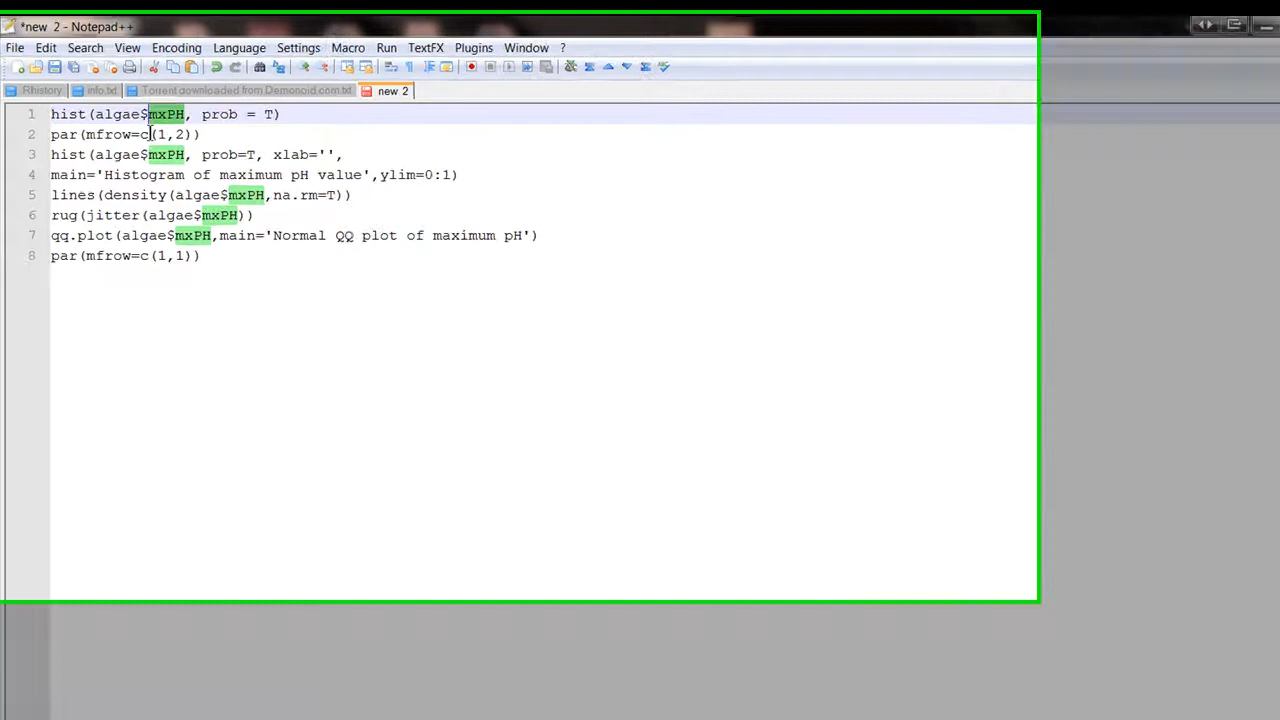 *new 2 - Notepad++
File Edit Search View Encoding Language Settings Macro Run TextFX Plugins Window ?
Rhistory info.txt Torrent downloaded from Demonoid.com.txt new 2
1 hist(algae$mxPH, prob = T)
2 par(mfrow=c(1,2))
3 hist(algae$mxPH, prob=T, xlab='',
4 main='Histogram of maximum pH value',ylim=0:1)
5 lines(density(algae$mxPH,na.rm=T))
6 rug(jitter(algae$mxPH))
7 qq.plot(algae$mxPH,main='Normal QQ plot of maximum pH')
8 par(mfrow=c(1,1))